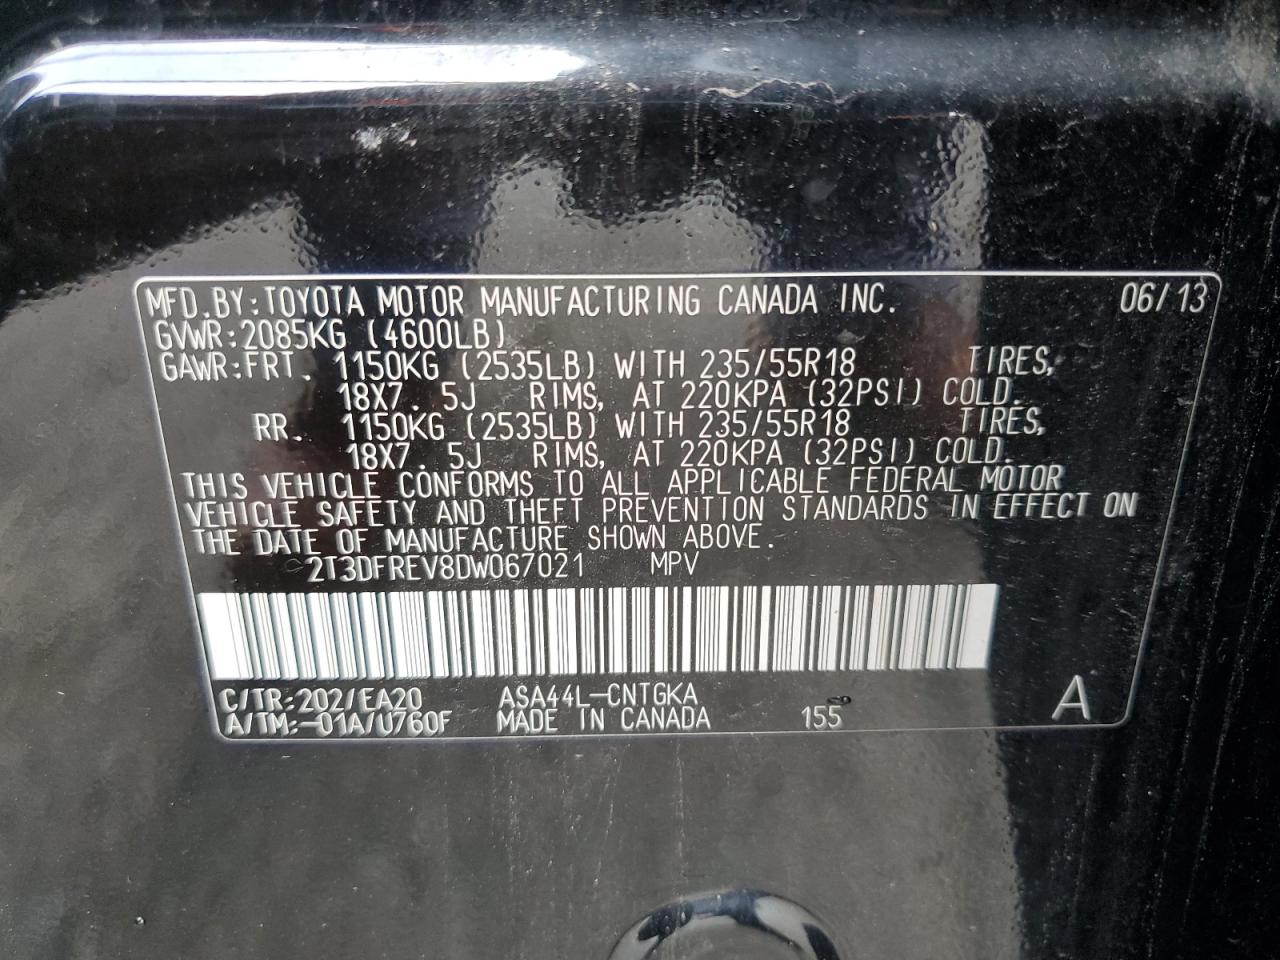 MFD.BY:TOYOTA MOTOR MANUFACTURING CANADA INC. 06/13
GVWR:2085KG (4600LB)
GAWR:FRT. 1150KG (2535LB) WITH 235/55R18 TIRES,
18X7.5J RIMS, AT 220KPA (32PSI) COLD.
RR. 1150KG (2535LB) WITH 235/55R18 TIRES,
18X7.5J RIMS, AT 220KPA (32PSI) COLD.
THIS VEHICLE CONFORMS TO ALL APPLICABLE FEDERAL MOTOR
VEHICLE SAFETY AND THEFT PREVENTION STANDARDS IN EFFECT ON
THE DATE OF MANUFACTURE SHOWN ABOVE.
2T3DFREV8DW067021 MPV
C/TR:202/EA20 ASA44L-CNTGKA
A/TM:-01A/U760F MADE IN CANADA 155 A